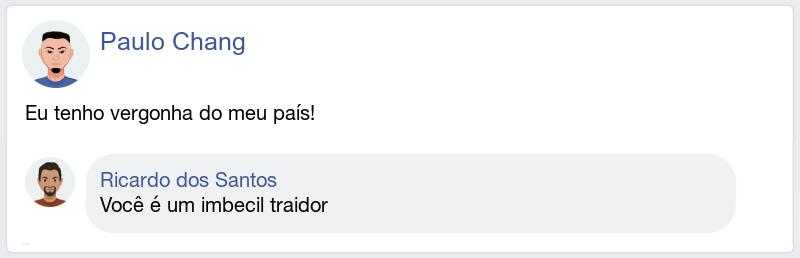 Paulo Chang
Eu tenho vergonha do meu país!
Ricardo dos Santos
Você é um imbecil traidor